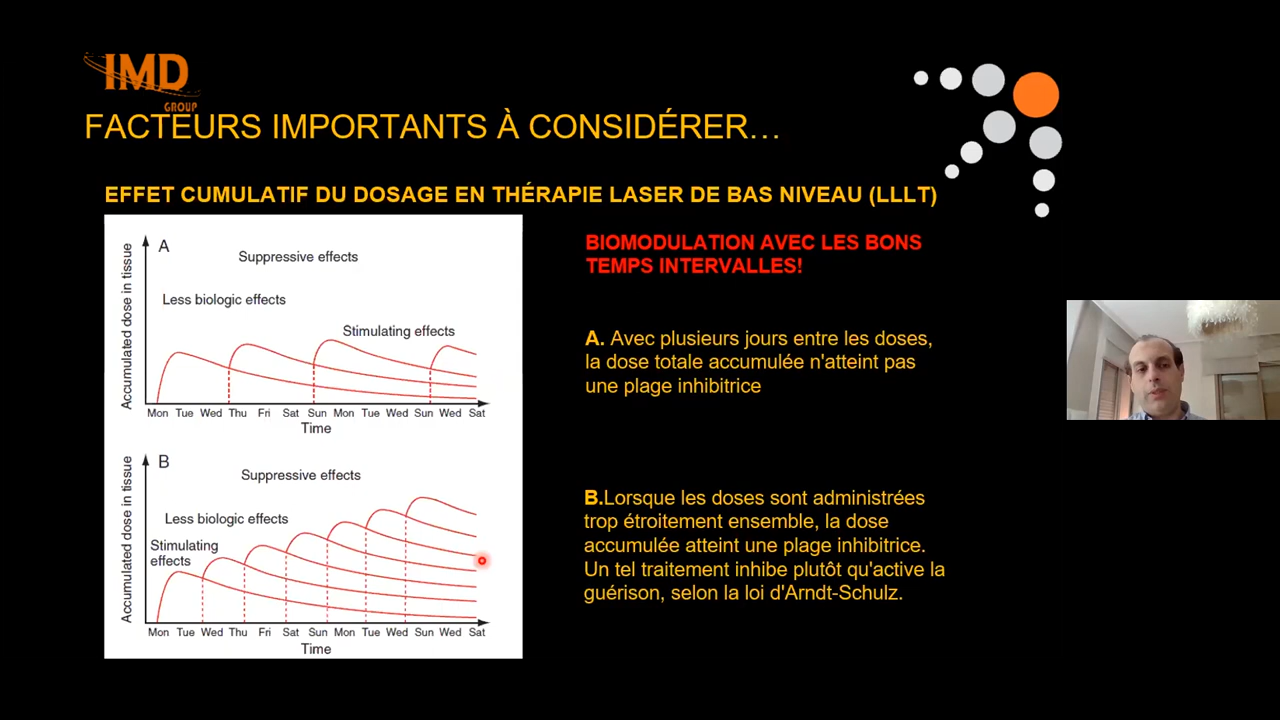 IMD
GROUP
FACTEURS IMPORTANTS À CONSIDÉRER…
EFFET CUMULATIF DU DOSAGE EN THÉRAPIE LASER DE BAS NIVEAU (LLLT)
A
Accumulated dose in tissue
Suppressive effects
Less biologic effects
Stimulating effects
Mon Tue Wed Thu Fri Sat Sun Mon Tue Wed Thu Fri Sat Sun Wed Sat
Time
B
Accumulated dose in tissue
Suppressive effects
Less biologic effects
Stimulating
effects
Mon Tue Wed Thu Fri Sat Sun Mon Tue Wed Sun Wed Sat
Time
BIOMODULATION AVEC LES BONS
TEMPS INTERVALLES!
A. Avec plusieurs jours entre les doses,
la dose totale accumulée n'atteint pas
une plage inhibitrice
B.Lorsque les doses sont administrées
trop étroitement ensemble, la dose
accumulée atteint une plage inhibitrice.
Un tel traitement inhibe plutôt qu'active la
guérison, selon la loi d'Arndt-Schulz.